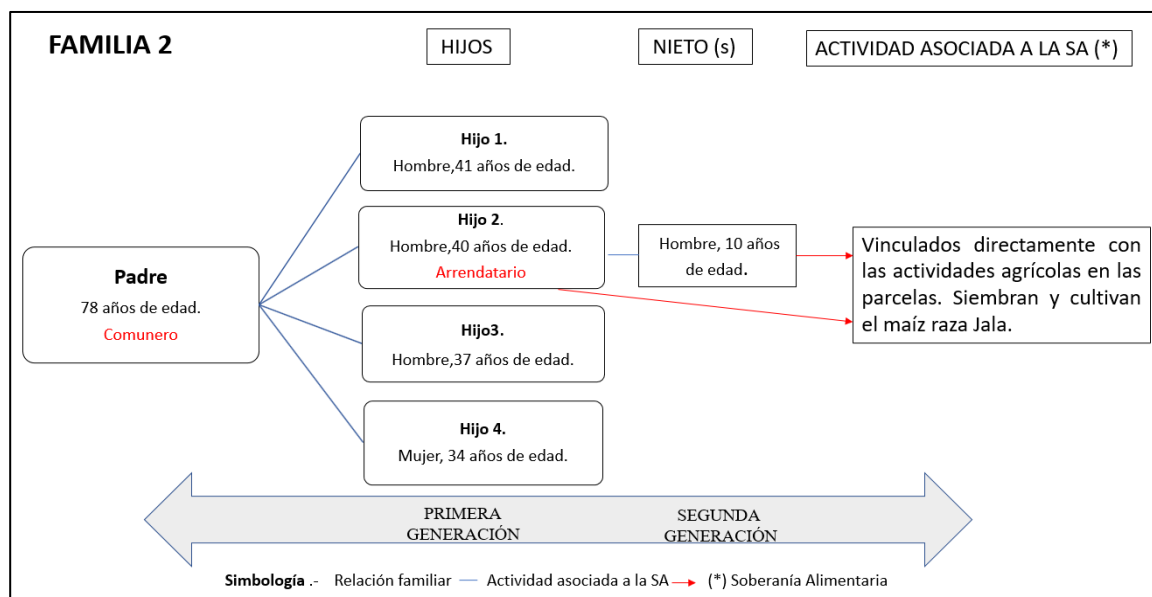 FAMILIA 2
HIJOS
NIETO (s)
ACTIVIDAD ASOCIADA A LA SA (*)
Padre
78 años de edad.
Comunero
Hijo 1.
Hombre,41 años de edad.
Hijo 2.
Hombre,40 años de edad.
Arrendatario
Hijo3.
Hombre,37 años de edad.
Hijo 4.
Mujer, 34 años de edad.
Hombre, 10 años
de edad.
Vinculados directamente con
las actividades agrícolas en las
parcelas. Siembran y cultivan
el maíz raza Jala.
PRIMERA
GENERACIÓN
SEGUNDA
GENERACIÓN
Simbología .- Relación familiar Actividad asociada a la SA (*) Soberanía Alimentaria